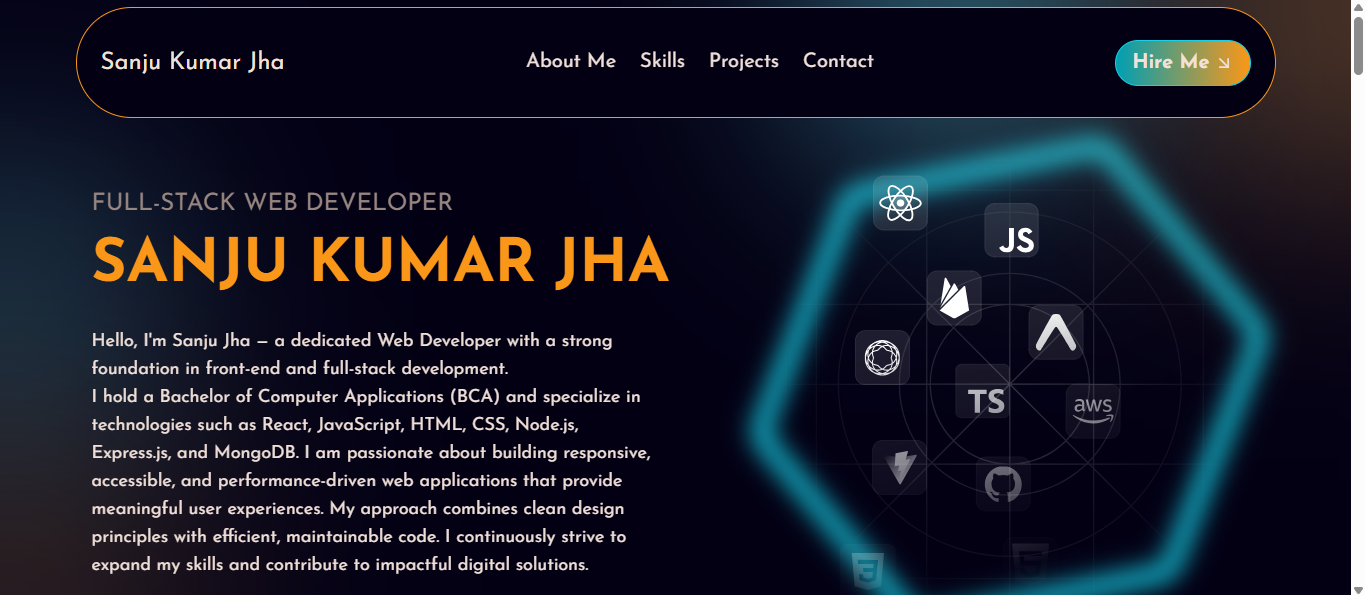 Sanju Kumar Jha
About Me
Skills
Projects
Contact
Hire Me
FULL-STACK WEB DEVELOPER
SANJU KUMAR JHA
Hello, I'm Sanju Jha – a dedicated Web Developer with a strong
foundation in front-end and full-stack development.
I hold a Bachelor of Computer Applications (BCA) and specialize in
technologies such as React, JavaScript, HTML, CSS, Node.js,
Express.js, and MongoDB. I am passionate about building responsive,
accessible, and performance-driven web applications that provide
meaningful user experiences. My approach combines clean design
principles with efficient, maintainable code. I continuously strive to
expand my skills and contribute to impactful digital solutions.
JS
TS
aws
3
5